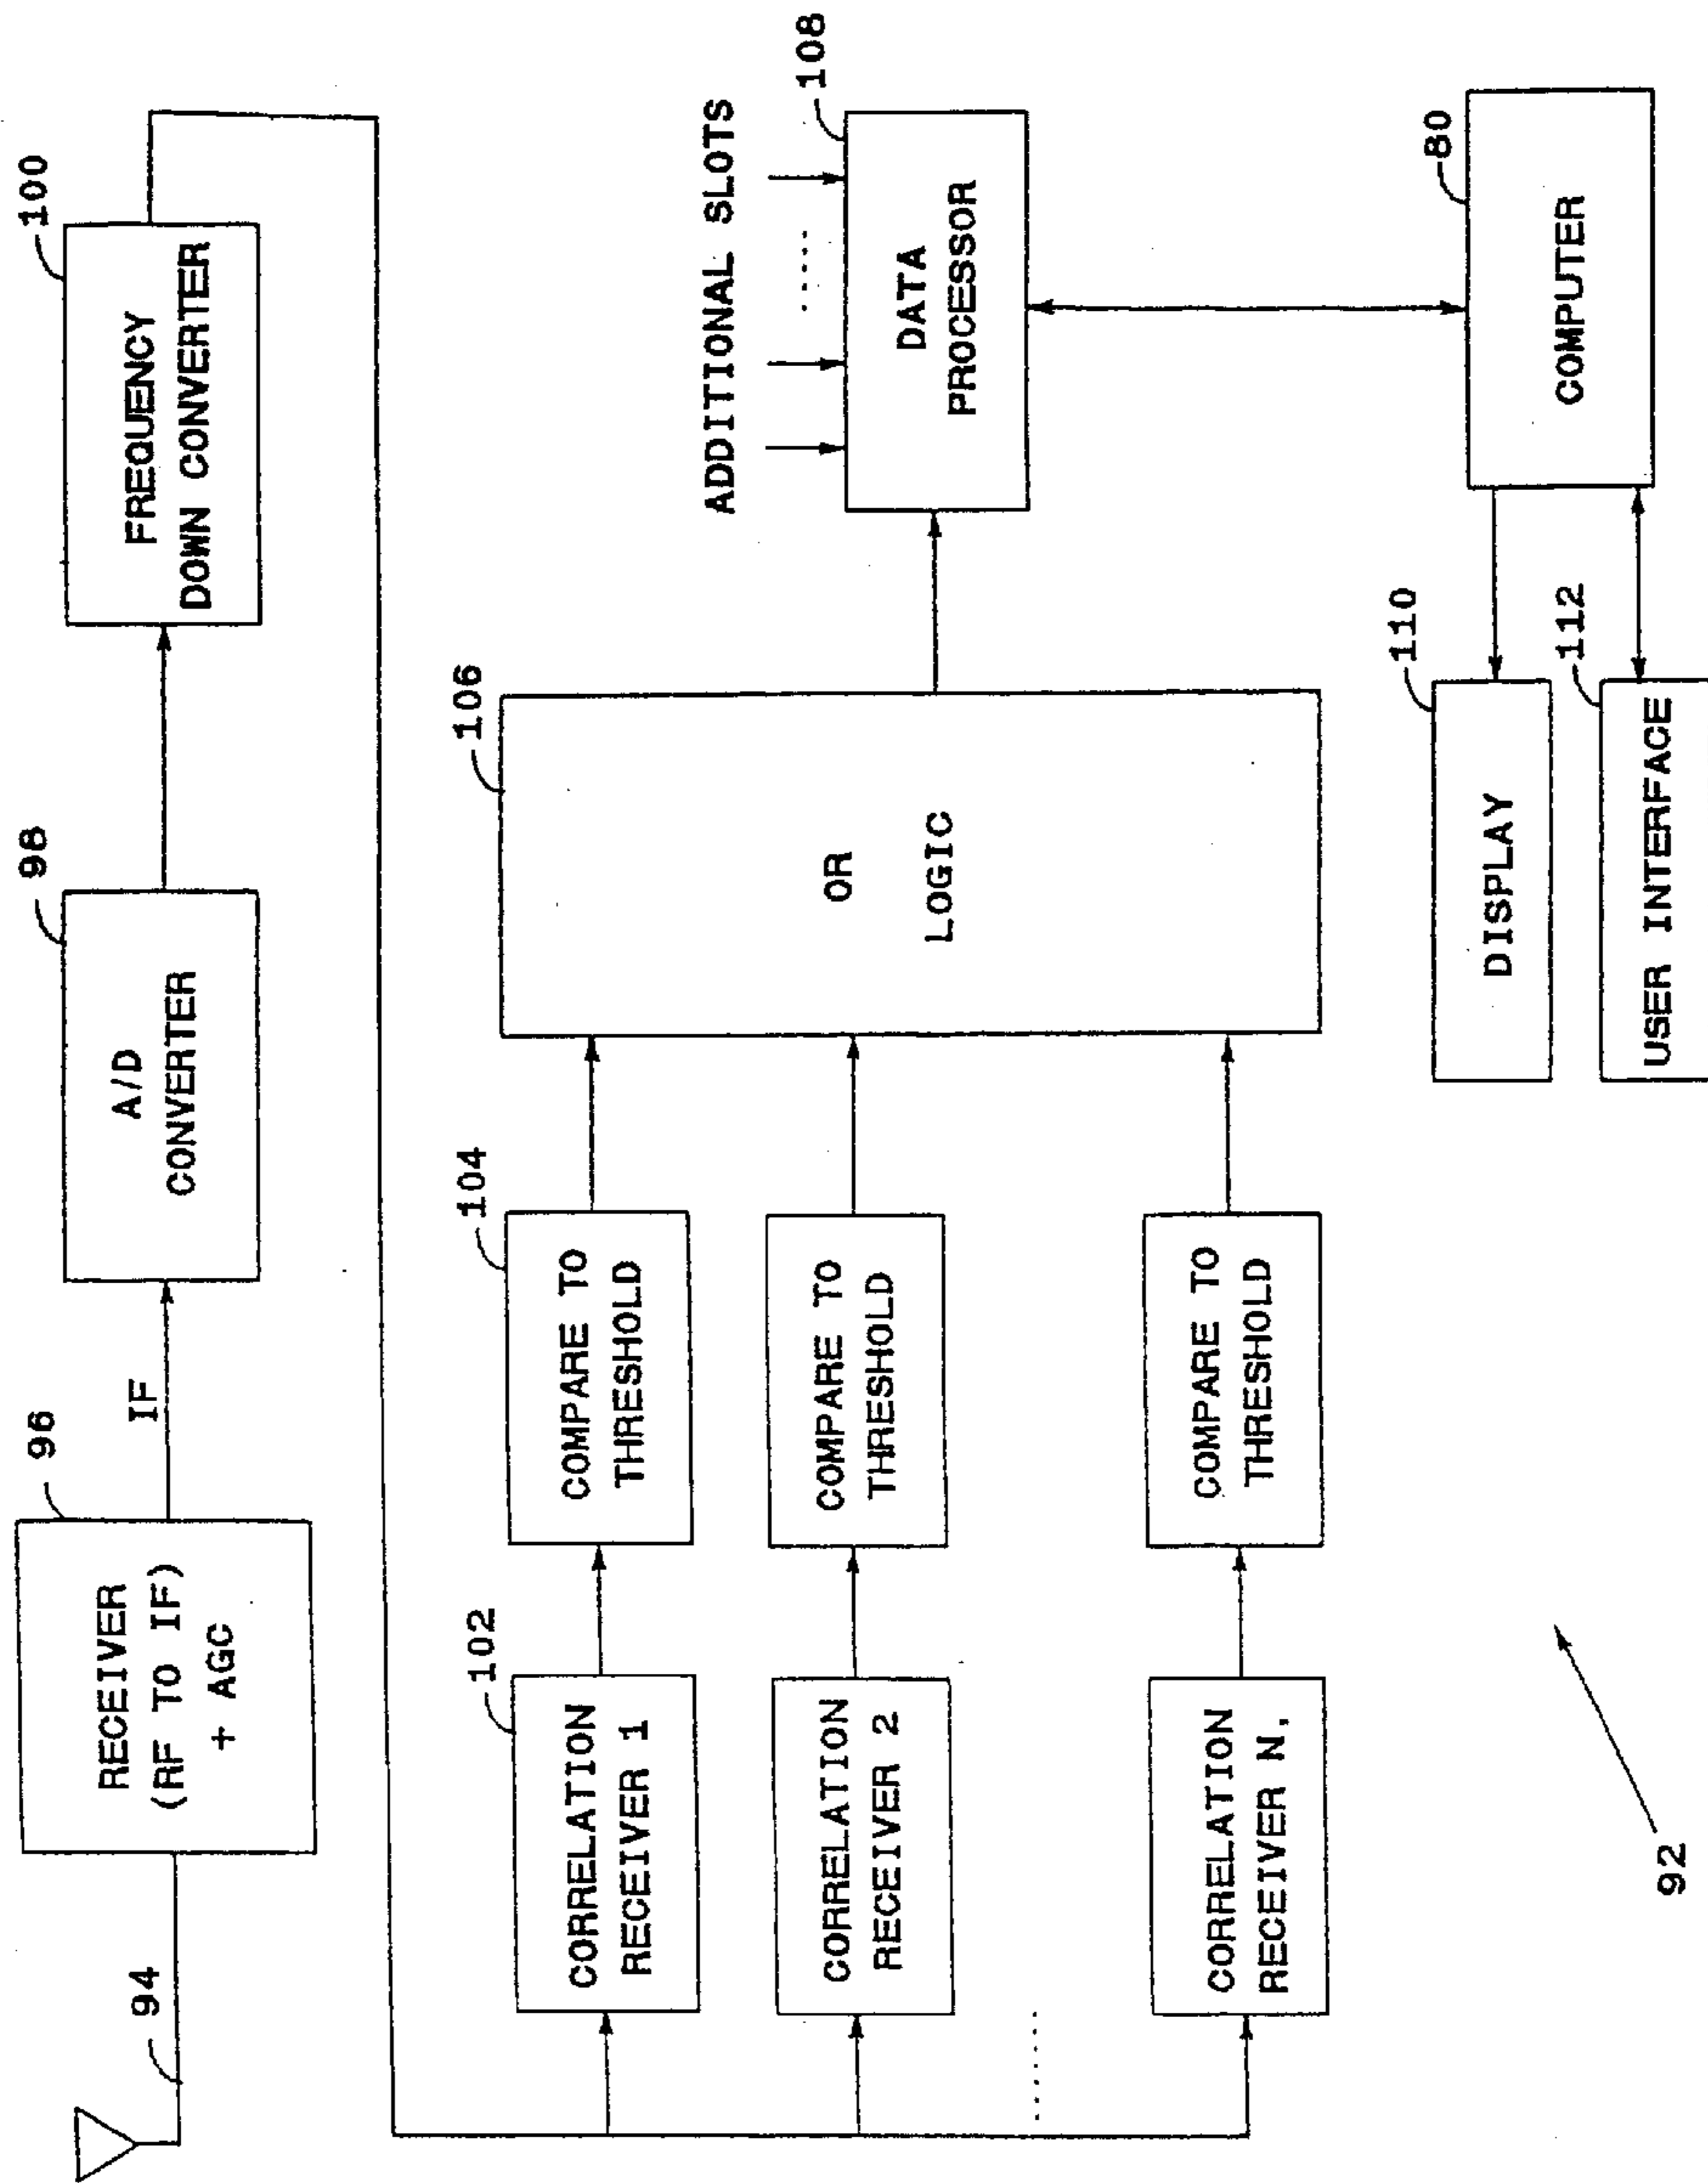 94
96
RECEIVER
(RF TO IF)
+ AGC
IF
98
A/D
CONVERTER
100
FREQUENCY
DOWN CONVERTER
102
CORRELATION
RECEIVER 1
104
COMPARE TO
THRESHOLD
CORRELATION
RECEIVER 2
COMPARE TO
THRESHOLD
.......
CORRELATION
RECEIVER N,
COMPARE TO
THRESHOLD
106
OR
LOGIC
ADDITIONAL SLOTS
.....
108
DATA
PROCESSOR
80
COMPUTER
110
DISPLAY
112
USER INTERFACE
92